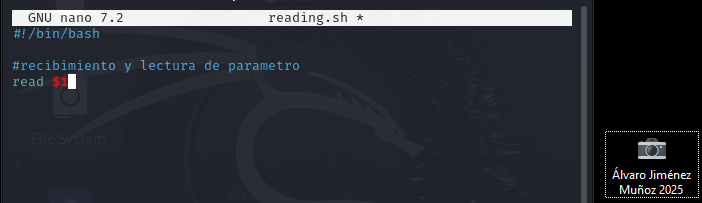 GNU nano 7.2 reading.sh *
#!/bin/bash
#recibimiento y lectura de parametro
read $1
File System
Álvaro Jiménez
Muñoz 2025